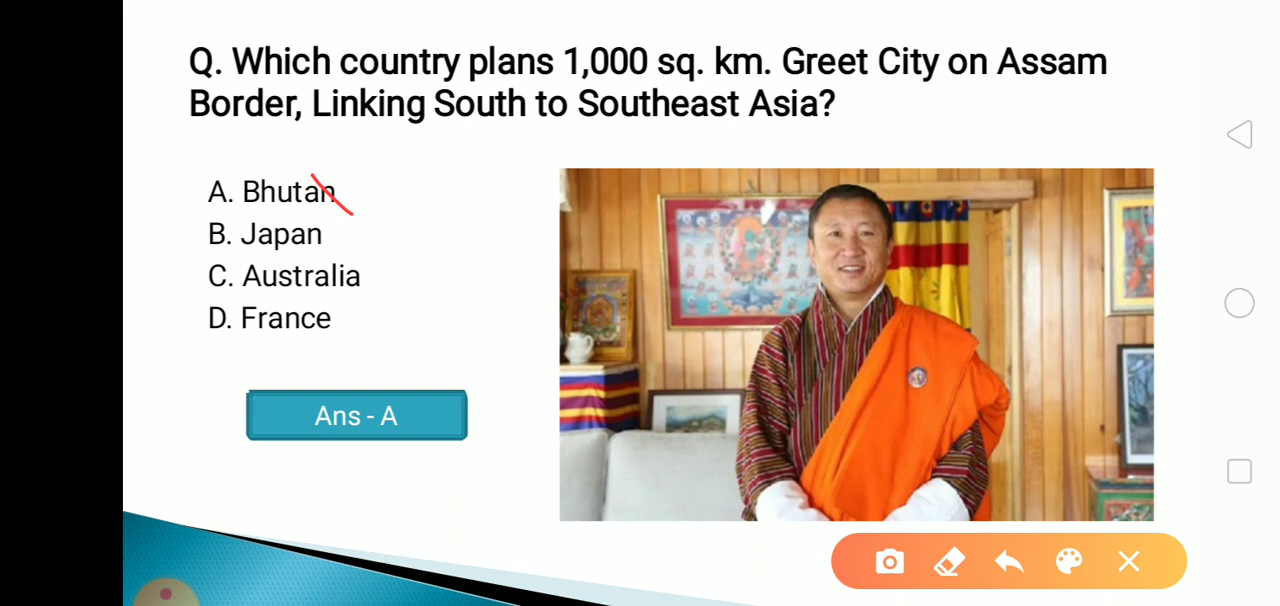 Q. Which country plans 1,000 sq. km. Greet City on Assam
Border, Linking South to Southeast Asia?
A. Bhutan
B. Japan
C. Australia
D. France
Ans - A